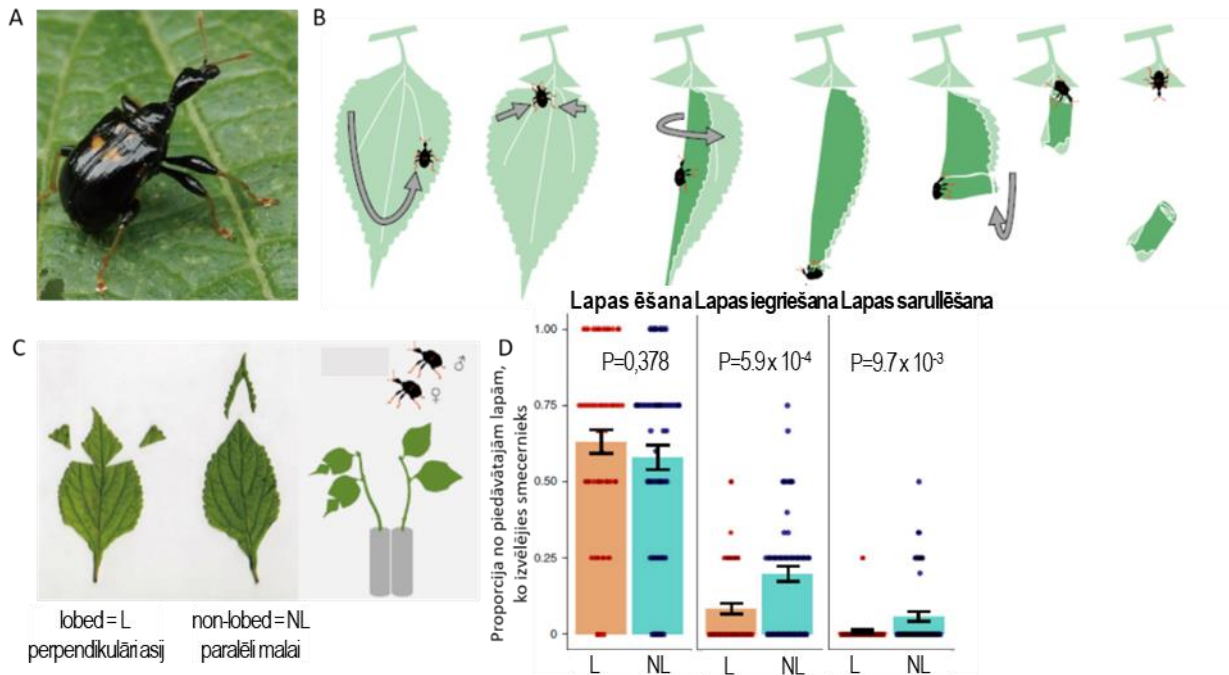 A
B
C
lobed = L
perpendikulāri asij
non-lobed = NL
paralēli malai
♂
♀
D
Lapas ēšana Lapas iegriešana Lapas sarullēšana
Proporcija no piedāvātajām lapām,
ko izvēlējies smecernieks
1.00
0.75
0.50
0.25
0
P=0,378
P=5.9 x 10-4
P=9.7 x 10-3
L NL L NL L NL